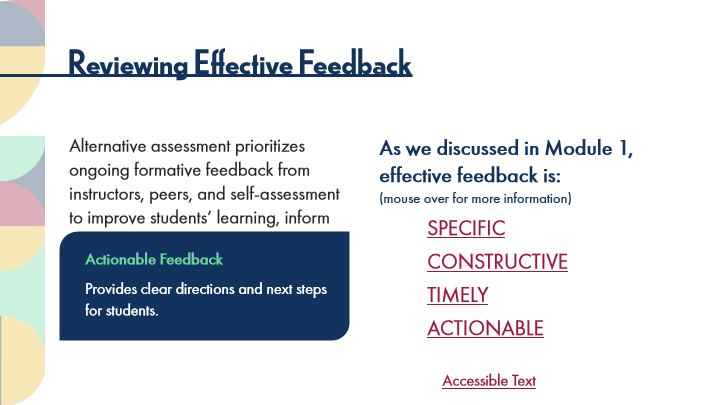 Reviewing Effective Feedback
Alternative assessment prioritizes
ongoing formative feedback from
instructors, peers, and self-assessment
to improve students’ learning, inform
Actionable Feedback
Provides clear directions and next steps
for students.
As we discussed in Module 1,
effective feedback is:
(mouse over for more information)
SPECIFIC
CONSTRUCTIVE
TIMELY
ACTIONABLE
Accessible Text